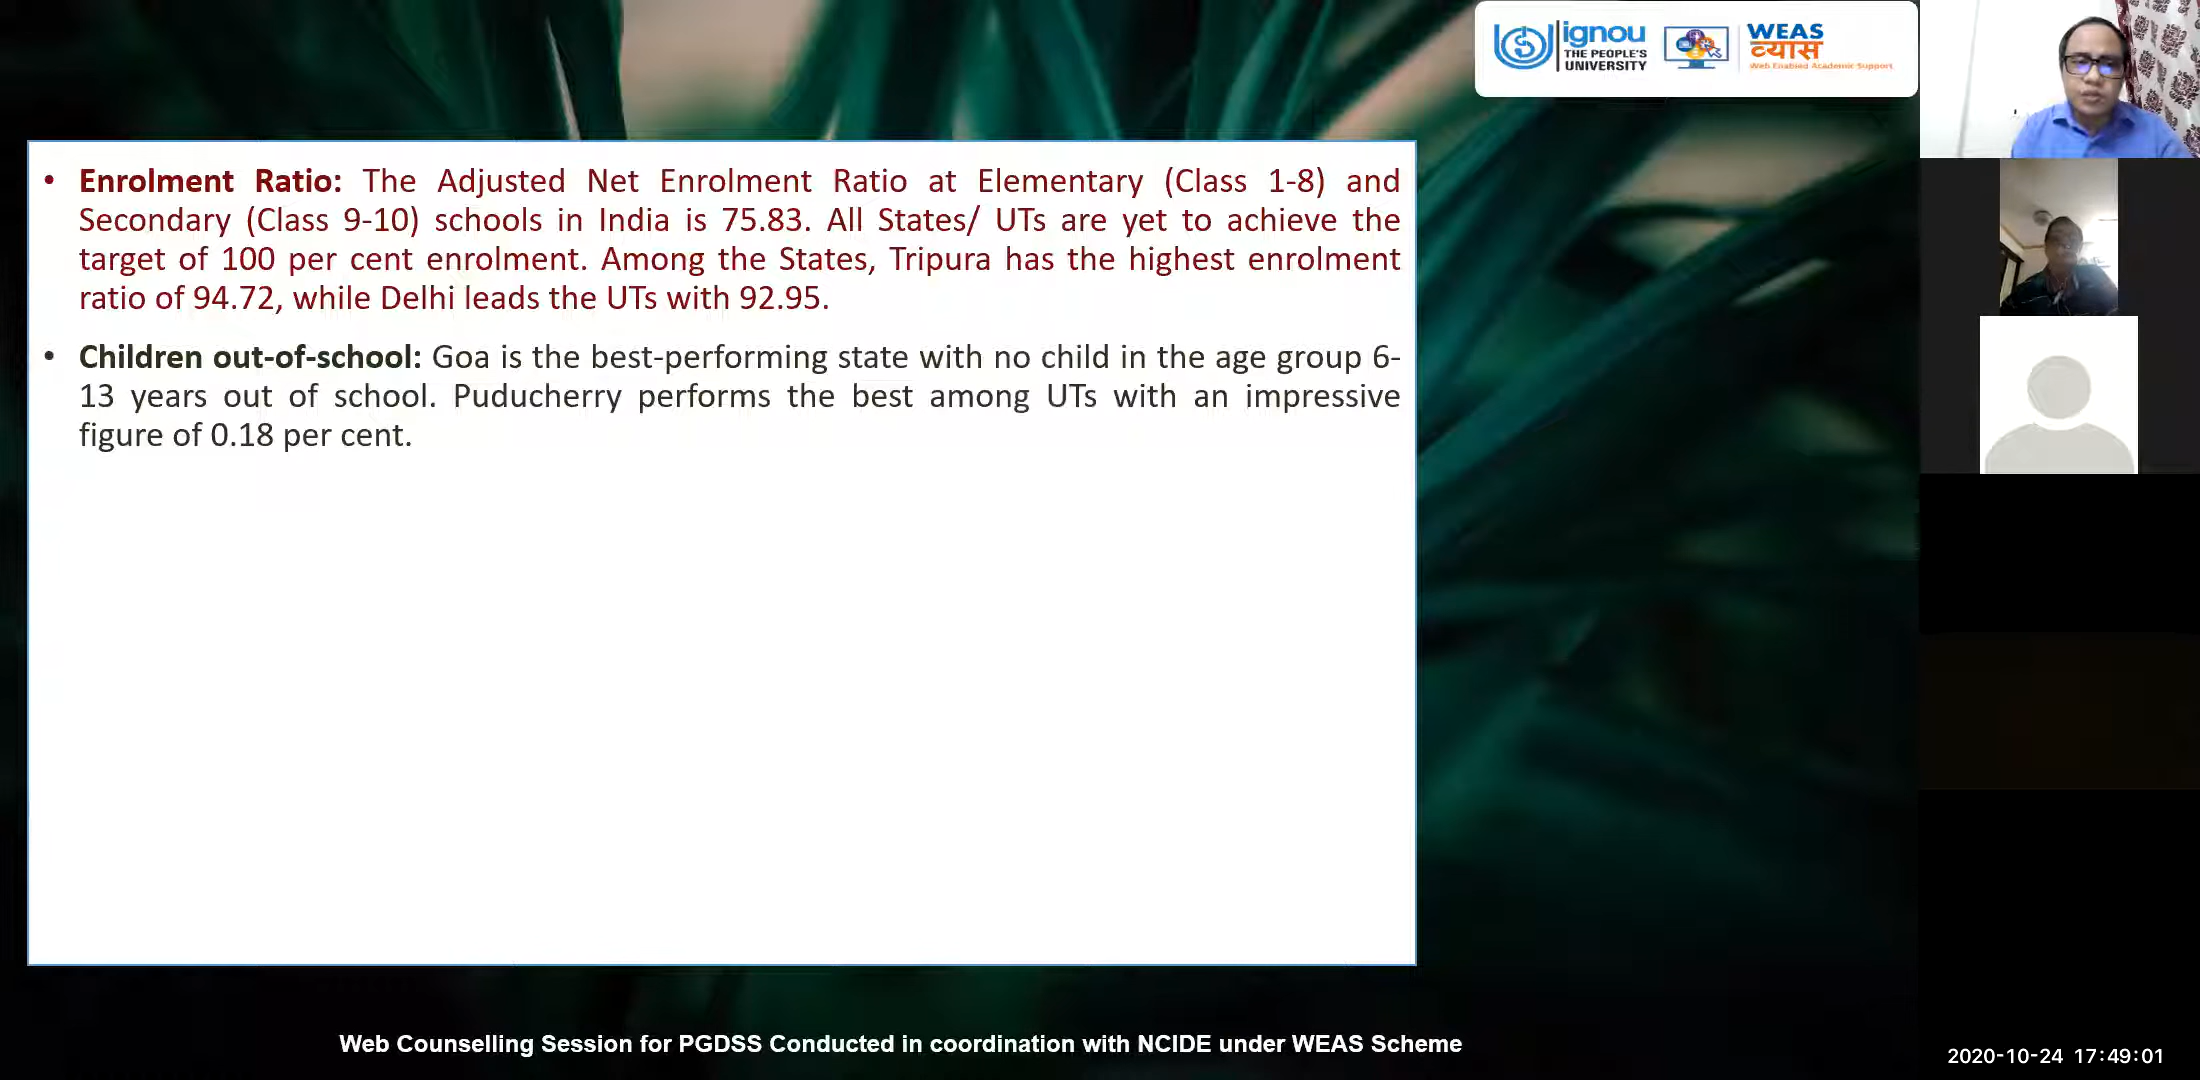 ignou
THE PEOPLE'S
UNIVERSITY
WEAS
व्यास
Web Enabled Academic Support
• Enrolment Ratio: The Adjusted Net Enrolment Ratio at Elementary (Class 1-8) and
Secondary (Class 9-10) schools in India is 75.83. All States/ UTs are yet to achieve the
target of 100 per cent enrolment. Among the States, Tripura has the highest enrolment
ratio of 94.72, while Delhi leads the UTs with 92.95.
• Children out-of-school: Goa is the best-performing state with no child in the age group 6-
13 years out of school. Puducherry performs the best among UTs with an impressive
figure of 0.18 per cent.
Web Counselling Session for PGDSS Conducted in coordination with NCIDE under WEAS Scheme
2020-10-24 17:49:01